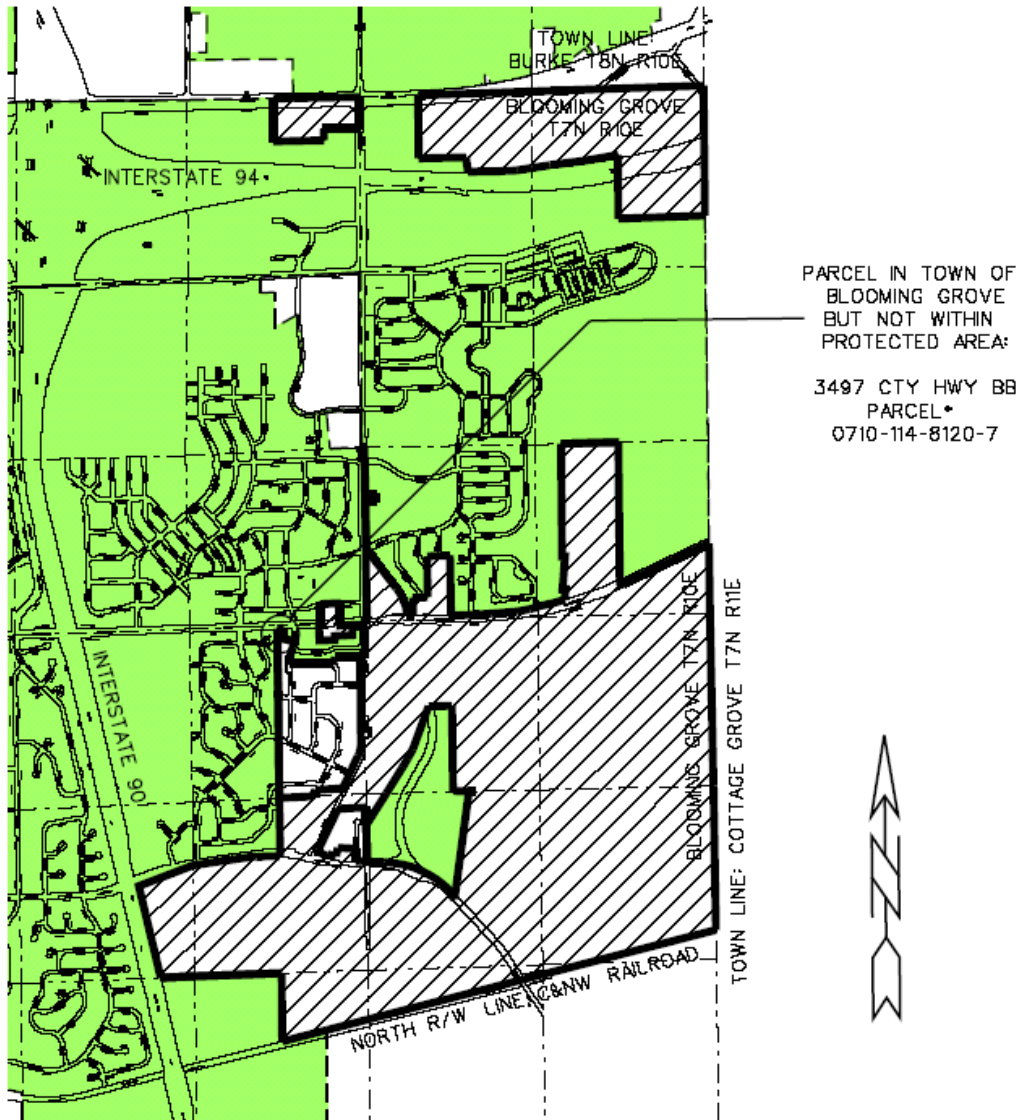 TOWN LINE:
BURKE T8N R10E
BLOOMING GROVE
T7N R10E
INTERSTATE 94
PARCEL IN TOWN OF
BLOOMING GROVE
BUT NOT WITHIN
PROTECTED AREA:
3497 CTY HWY BB
PARCEL•
0710-114-8120-7
INTERSTATE 90
BLOOMING GROVE T7N R10E
TOWN LINE: COTTAGE GROVE T7N R11E
NORTH R/W LINE: C&NW RAILROAD